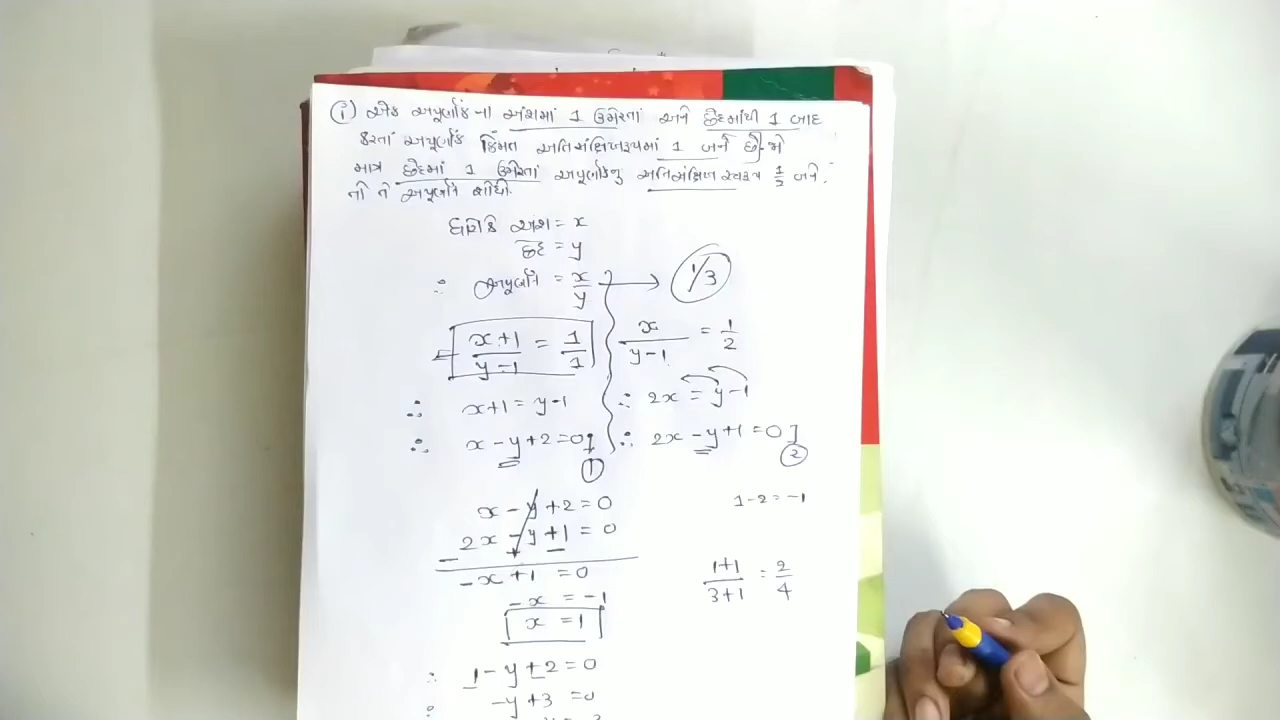 (i) એક અપૂર્ણાંકના અંશમાં 1 ઉમેરતાં અને છેદમાંથી 1 બાદ
કરતાં અપૂર્ણાંક કિંમત અતિસંક્ષિપ્તરૂપમાં 1 બને છે. જો
માત્ર છેદમાં 1 ઉમેરતાં અપૂર્ણાંકનુ અતિસંક્ષિપ્ત સ્વરૂપ 1/2 બને.
તો તે અપૂર્ણાંક શોધો.
ધારોકે અંશ = x
છેદ = y
∴ અપૂર્ણાંક = x/y → 1/3
x+1/y-1 = 1/1
x/y-1 = 1/2
∴ x+1 = y-1
∴ 2x = y-1
∴ x-y+2=0 (1)
∴ 2x-y+1=0 (2)
x-y+2=0
2x-y+1=0
-x+1=0
-x=-1
x=1
1-2=-1
1+1/3+1 = 2/4
∴ 1-y+2=0
∴ -y+3=0